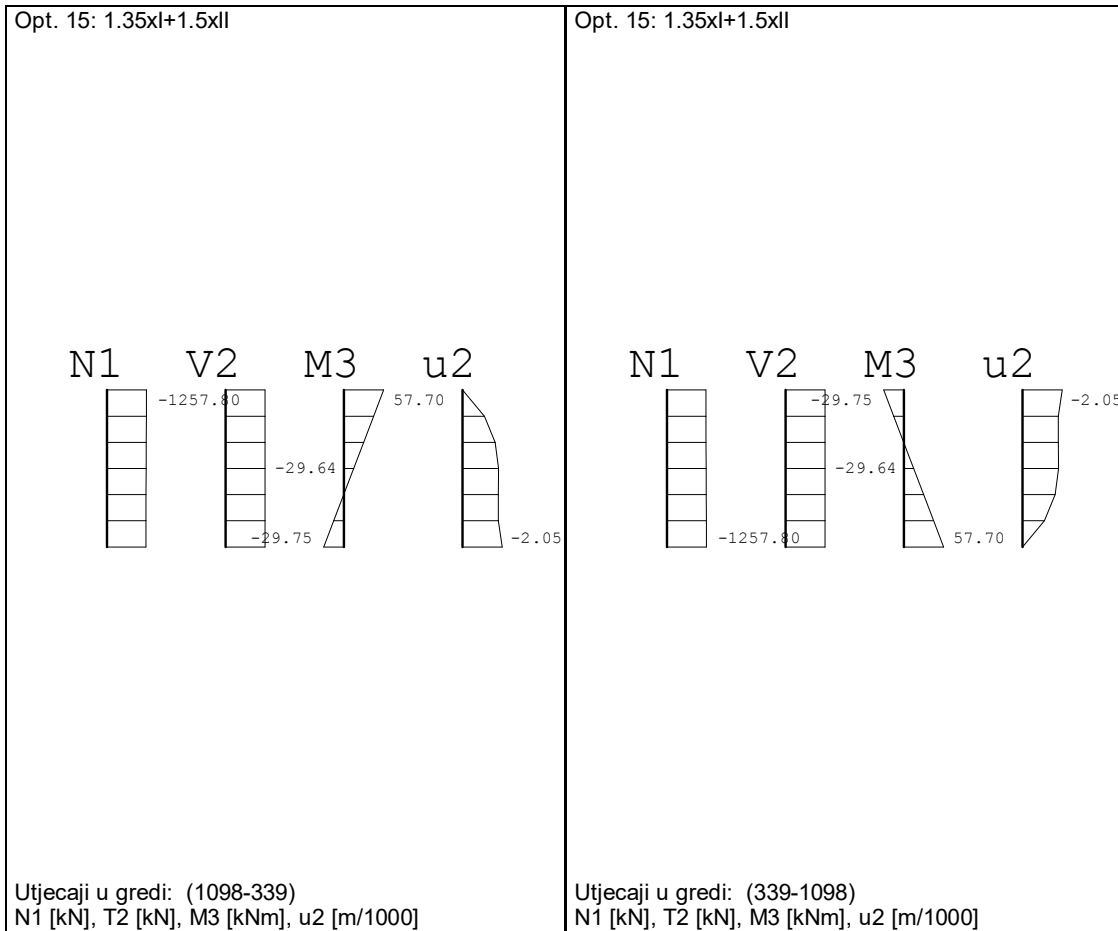 Opt. 15: 1.35xI+1.5xII
N1 V2 M3 u2
-1257.80
57.70
-29.64
-29.75
-2.05
Utjecaji u gredi: (1098-339)
N1 [kN], T2 [kN], M3 [kNm], u2 [m/1000]
Opt. 15: 1.35xI+1.5xII
N1 V2 M3 u2
-29.75
-2.05
-29.64
-1257.80
57.70
Utjecaji u gredi: (339-1098)
N1 [kN], T2 [kN], M3 [kNm], u2 [m/1000]